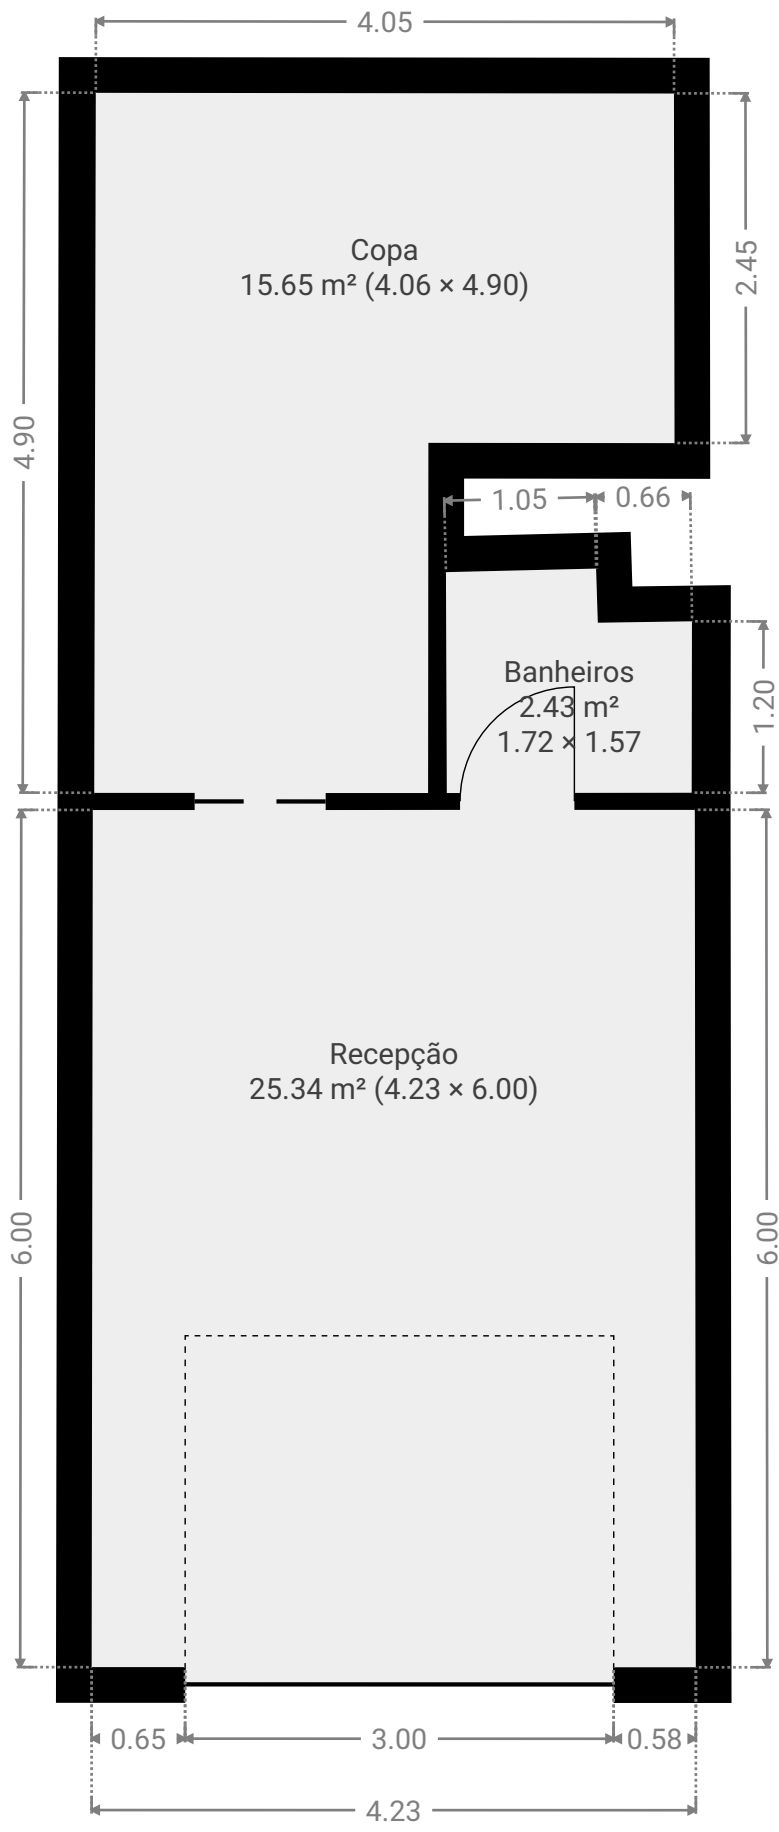 4.05
Copa
15.65 m² (4.06 × 4.90)
2.45
4.90
1.05
0.66
Banheiros
2.43 m²
1.72 × 1.57
1.20
Recepção
25.34 m² (4.23 × 6.00)
6.00
6.00
0.65
3.00
0.58
4.23